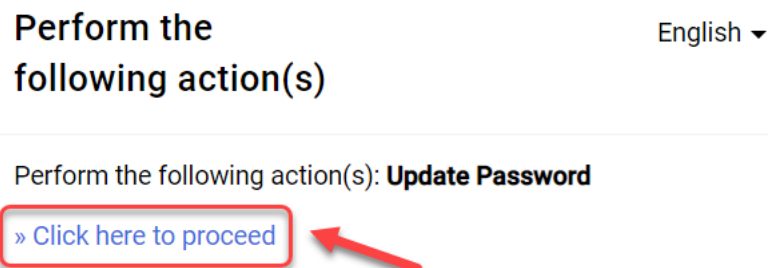 Perform the
following action(s)
English
Perform the following action(s): Update Password
» Click here to proceed